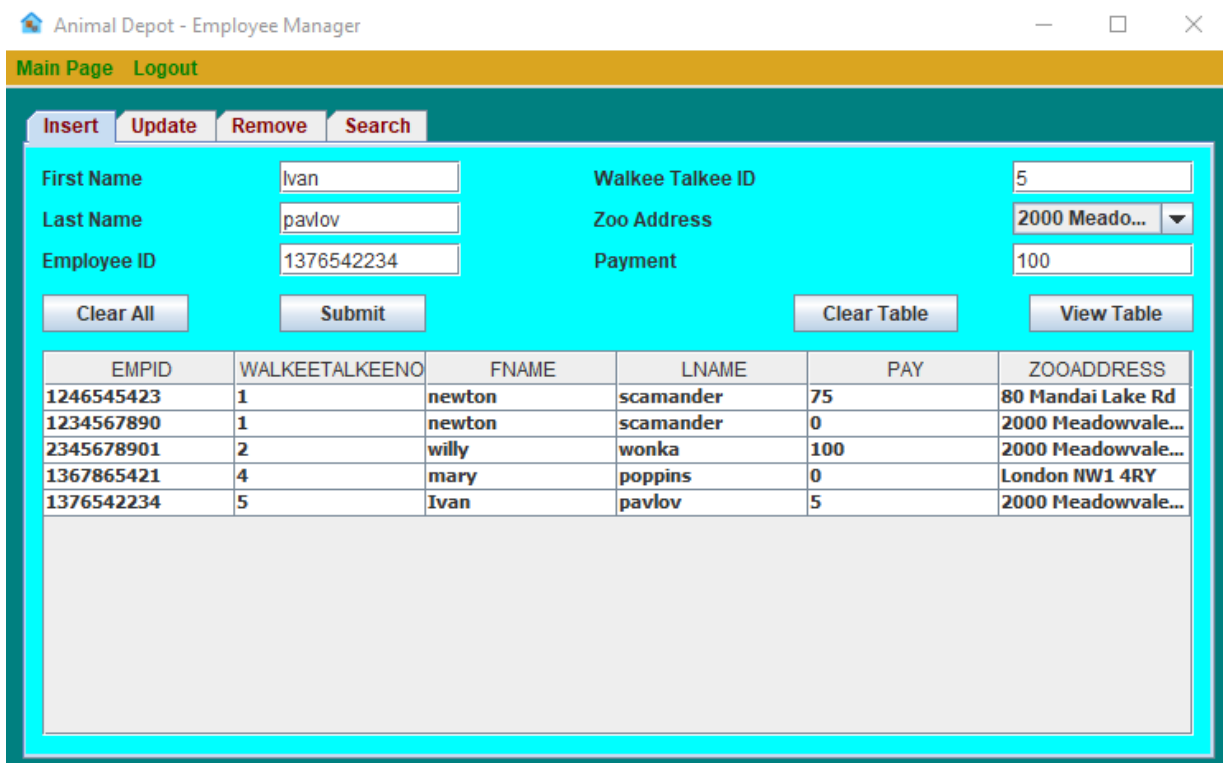 Animal Depot - Employee Manager
Main Page Logout
Insert Update Remove Search
First Name Ivan Walkee Talkee ID 5
Last Name pavlov Zoo Address 2000 Meado...
Employee ID 1376542234 Payment 100
Clear All Submit Clear Table View Table
EMPID WALKEETALKEENO FNAME LNAME PAY ZOOADDRESS
1246545423 1 newton scamander 75 80 Mandai Lake Rd
1234567890 1 newton scamander 0 2000 Meadowvale...
2345678901 2 willy wonka 100 2000 Meadowvale...
1367865421 4 mary poppins 0 London NW1 4RY
1376542234 5 Ivan pavlov 5 2000 Meadowvale...